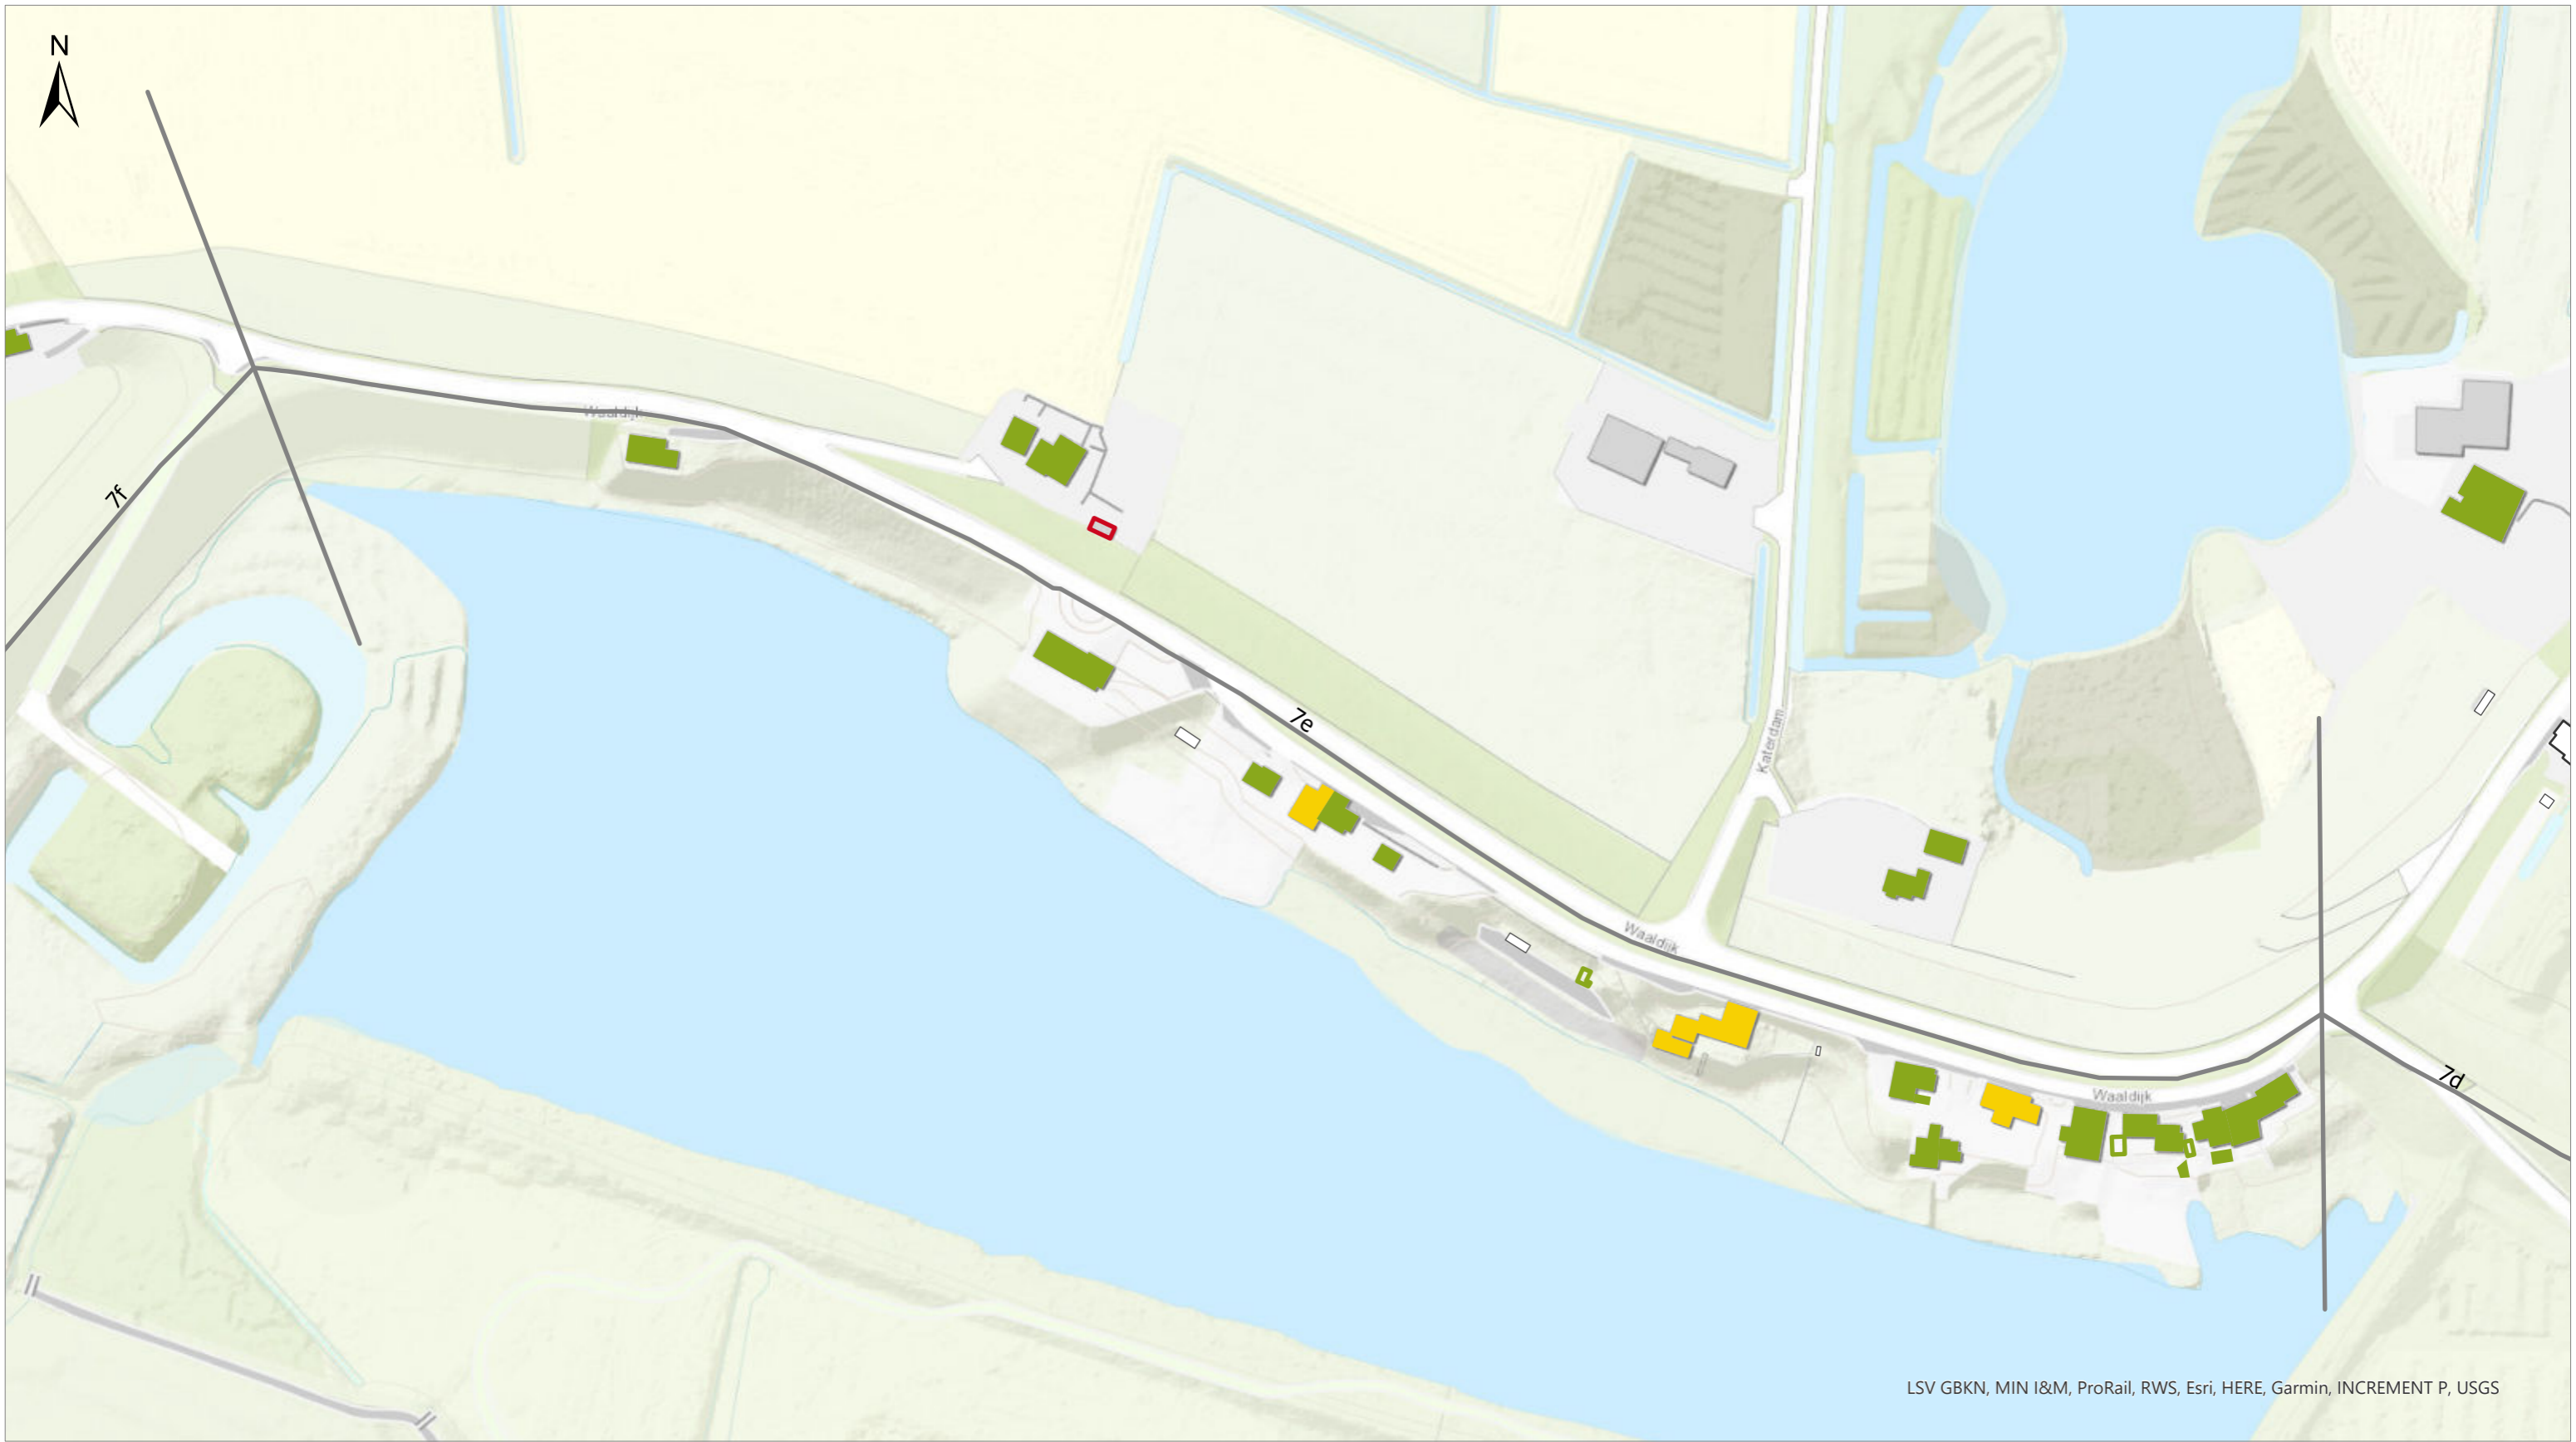 N
Waaldijk
7f
7e
Katerdam
Waaldijk
7d
Waaldijk
LSV GBKN, MIN I&M, ProRail, RWS, Esri, HERE, Garmin, INCREMENT P, USGS